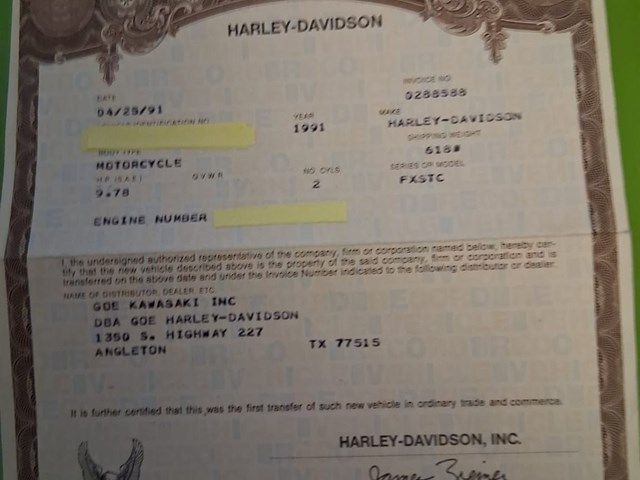 HARLEY-DAVIDSON
DATE
04/25/91
INVOICE NO
0288588
IDENTIFICATION NO
YEAR
1991
MAKE
HARLEY-DAVIDSON
SHIPPING WEIGHT
618#
BODY TYPE
MOTORCYCLE
H.P. (S.A.E.)
9.78
G.V.W.R.
NO. CYLS.
2
SERIES OR MODEL
FXSTC
ENGINE NUMBER
I, the undersigned authorized representative of the company, firm or corporation named below, hereby cer-
tify that the new vehicle described above is the property of the said company, firm or corporation and is
transferred on the above date and under the Invoice Number indicated to the following distributor or dealer.
NAME OF DISTRIBUTOR, DEALER, ETC.
GOE KAWASAKI INC
DBA GOE HARLEY-DAVIDSON
1350 S. HIGHWAY 227
ANGLETON TX 77515
It is further certified that this was the first transfer of such new vehicle in ordinary trade and commerce.
HARLEY-DAVIDSON, INC.